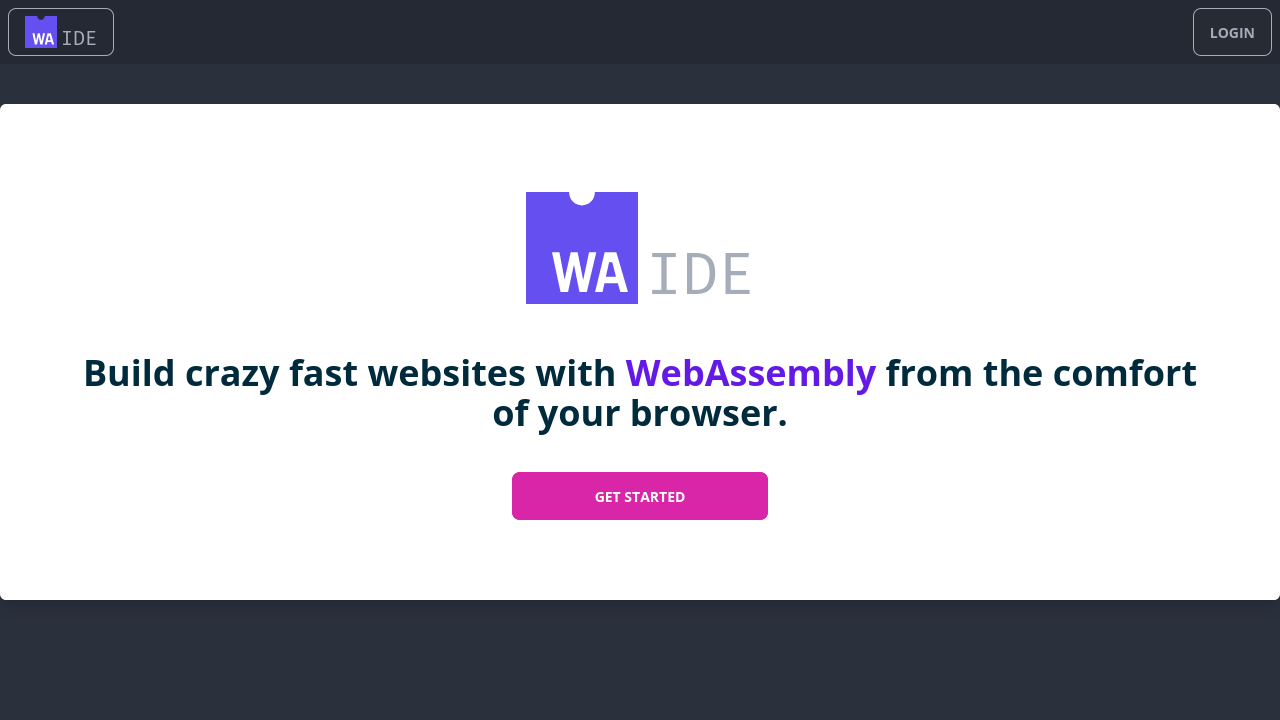 WA IDE
LOGIN
WA IDE
Build crazy fast websites with WebAssembly from the comfort
of your browser.
GET STARTED